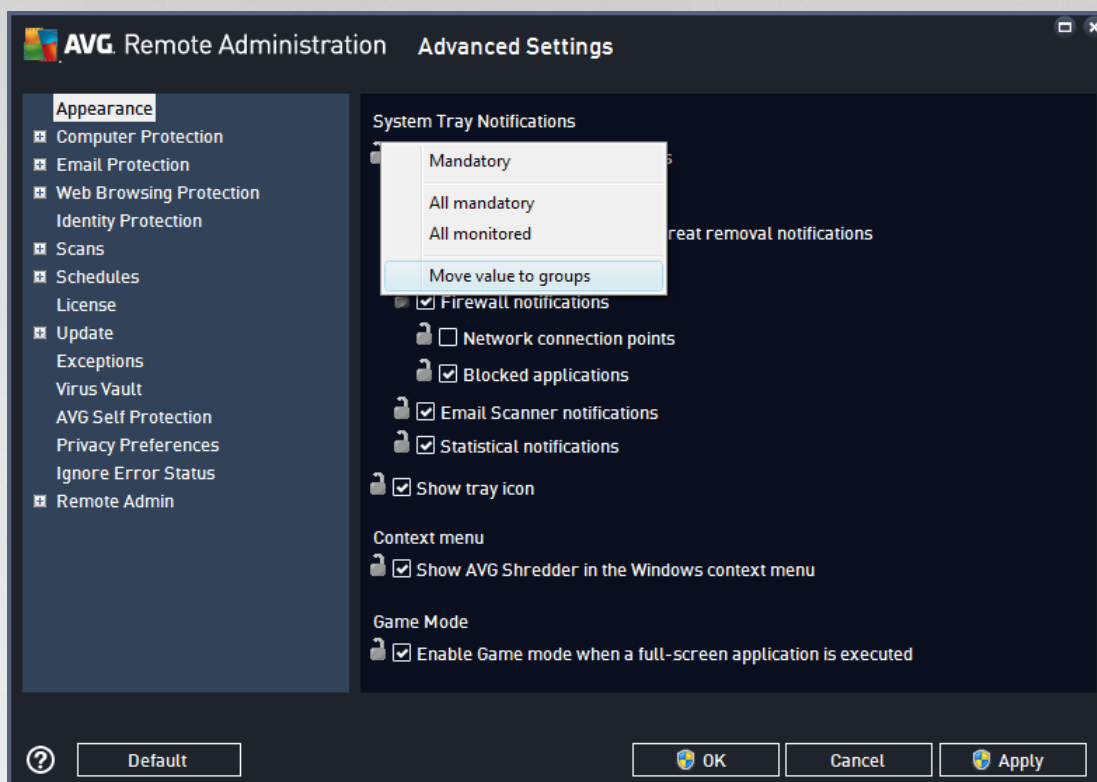 AVG. Remote Administration Advanced Settings
Appearance
Computer Protection
Email Protection
Web Browsing Protection
Identity Protection
Scans
Schedules
License
Update
Exceptions
Virus Vault
AVG Self Protection
Privacy Preferences
Ignore Error Status
Remote Admin
System Tray Notifications
Mandatory
All mandatory
All monitored
reat removal notifications
Move value to groups
Firewall notifications
Network connection points
Blocked applications
Email Scanner notifications
Statistical notifications
Show tray icon
Context menu
Show AVG Shredder in the Windows context menu
Game Mode
Enable Game mode when a full-screen application is executed
? Default OK Cancel Apply